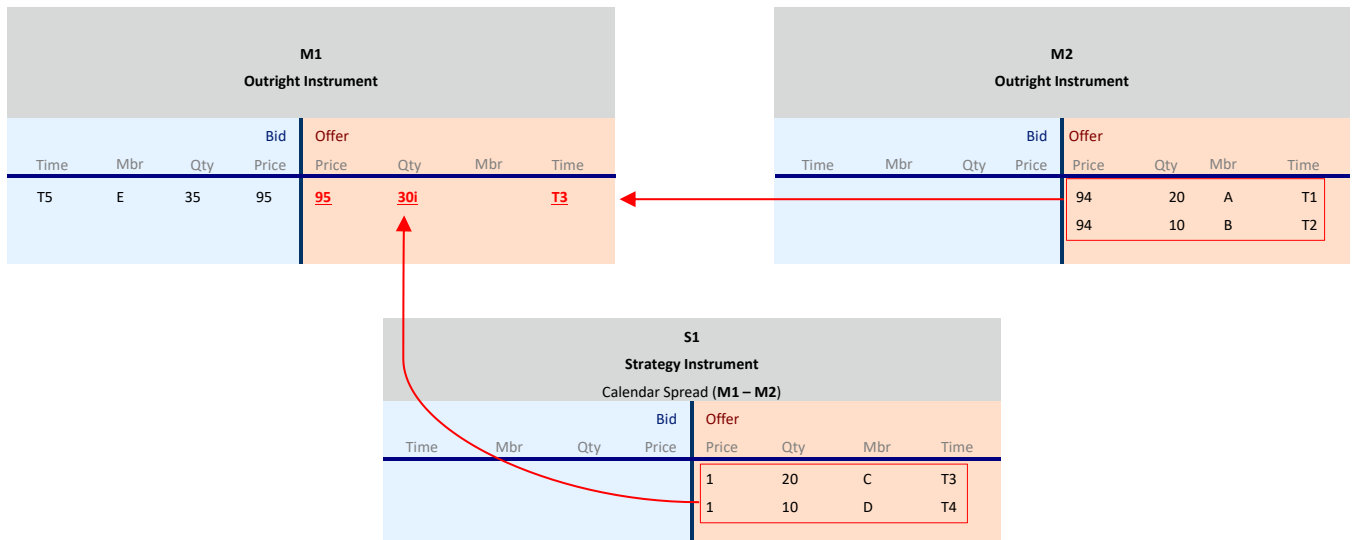 M1
Outright Instrument
Bid Offer
Time Mbr Qty Price Price Qty Mbr Time
T5 E 35 95 95 30i T3
M2
Outright Instrument
Bid Offer
Time Mbr Qty Price Price Qty Mbr Time
94 20 A T1
94 10 B T2
S1
Strategy Instrument
Calendar Spread (M1 – M2)
Bid Offer
Time Mbr Qty Price Price Qty Mbr Time
1 20 C T3
1 10 D T4